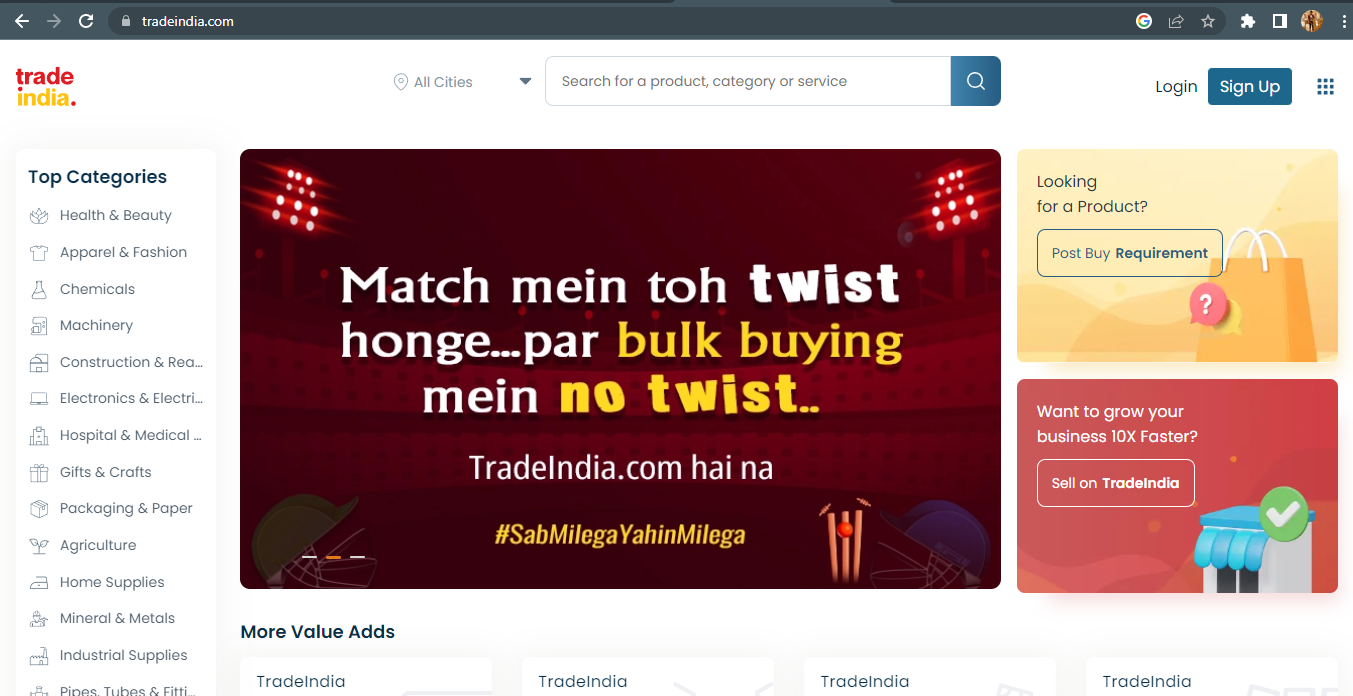 tradeindia.com
trade
india.
All Cities
Search for a product, category or service
Login
Sign Up
Top Categories
Health & Beauty
Apparel & Fashion
Chemicals
Machinery
Construction & Rea...
Electronics & Electri...
Hospital & Medical ...
Gifts & Crafts
Packaging & Paper
Agriculture
Home Supplies
Mineral & Metals
Industrial Supplies
Pipes, Tubes & Fitti...
Match mein toh twist
honge...par bulk buying
mein no twist..
TradeIndia.com hai na
#SabMilegaYahinMilega
Looking
for a Product?
Post Buy Requirement
?
Want to grow your
business 10X Faster?
Sell on TradeIndia
More Value Adds
TradeIndia
TradeIndia
TradeIndia
TradeIndia